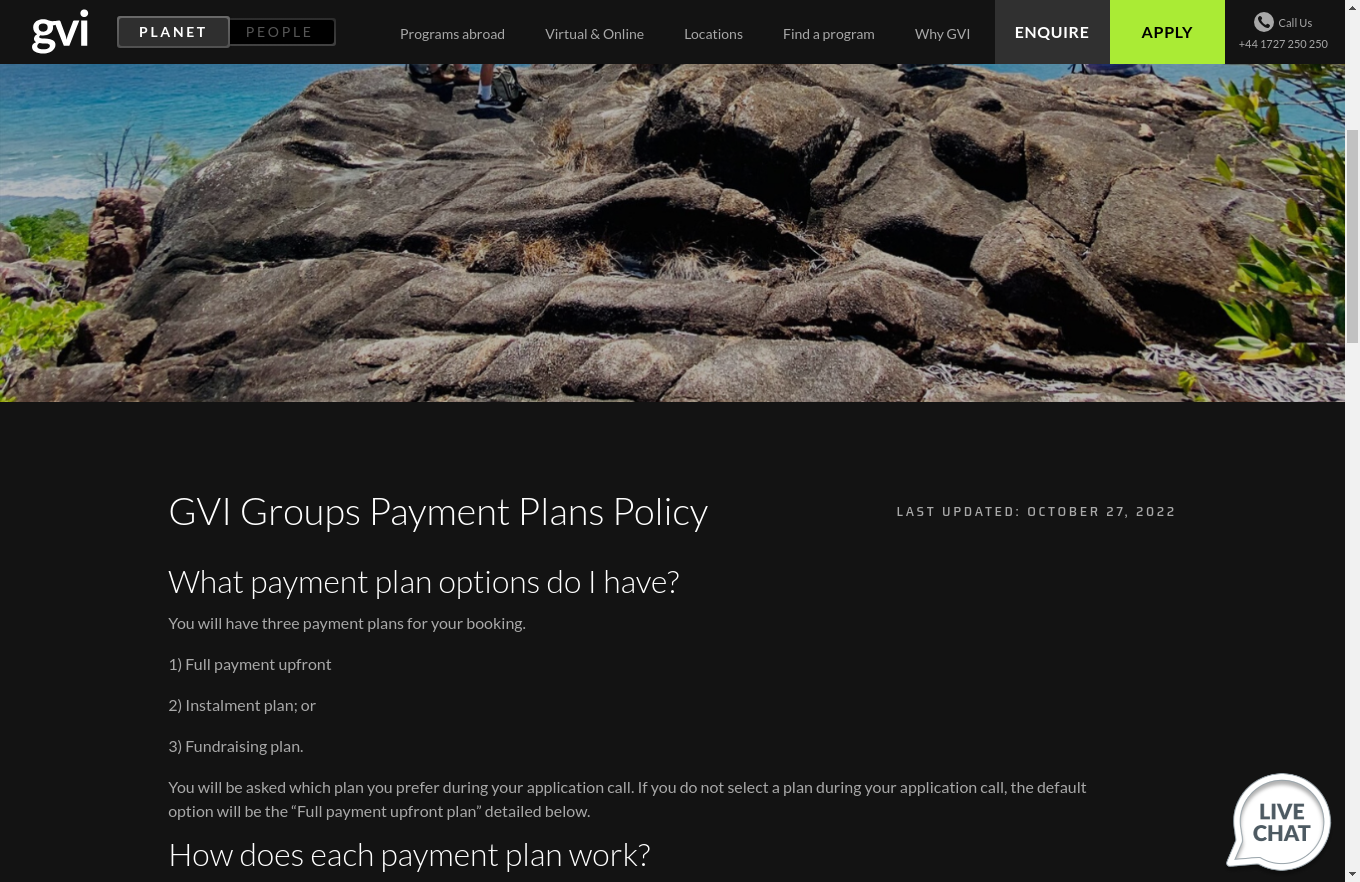 gvi
PLANET
PEOPLE
Programs abroad
Virtual & Online
Locations
Find a program
Why GVI
ENQUIRE
APPLY
Call Us
+44 1727 250 250
GVI Groups Payment Plans Policy
LAST UPDATED: OCTOBER 27, 2022
What payment plan options do I have?
You will have three payment plans for your booking.
1) Full payment upfront
2) Instalment plan; or
3) Fundraising plan.
You will be asked which plan you prefer during your application call. If you do not select a plan during your application call, the default
option will be the “Full payment upfront plan” detailed below.
How does each payment plan work?
LIVE
CHAT